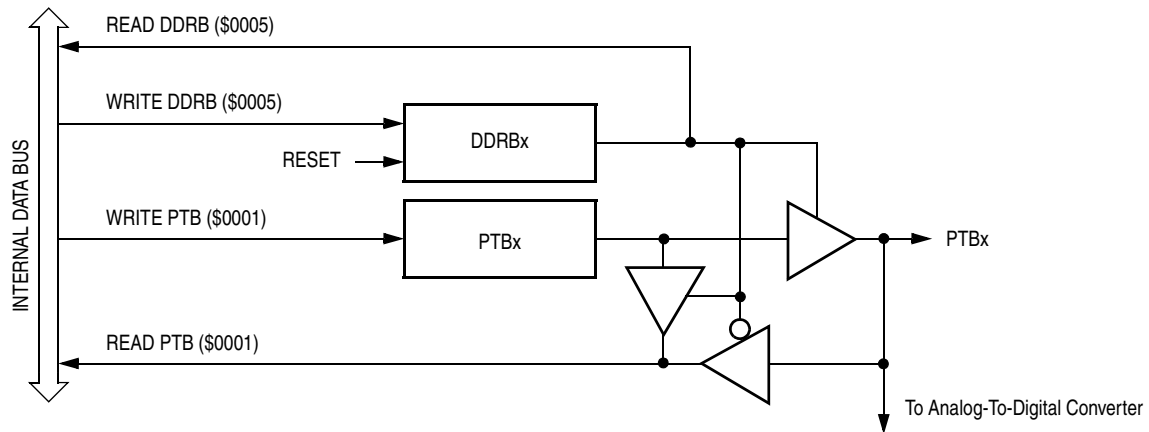 READ DDRB ($0005)
WRITE DDRB ($0005)
DDRBx
RESET
INTERNAL DATA BUS
WRITE PTB ($0001)
PTBx
PTBx
READ PTB ($0001)
To Analog-To-Digital Converter